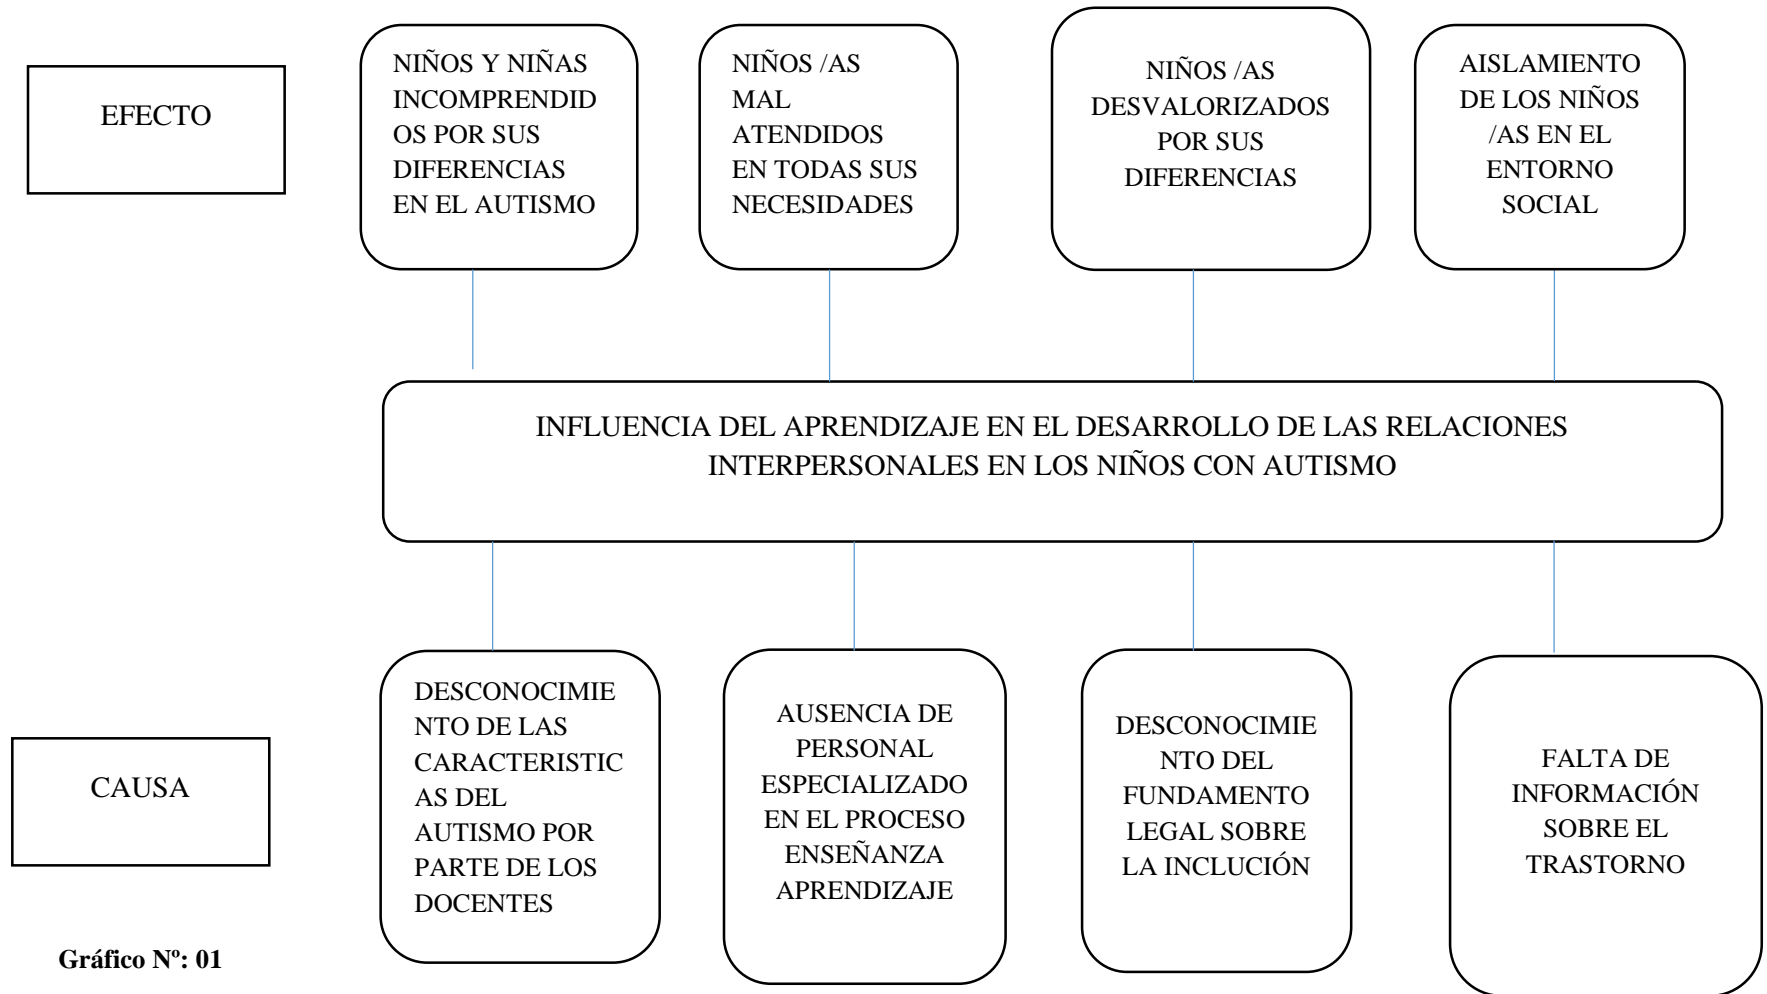 EFECTO
NIÑOS Y NIÑAS
INCOMPRENDID
OS POR SUS
DIFERENCIAS
EN EL AUTISMO
NIÑOS /AS
MAL
ATENDIDOS
EN TODAS SUS
NECESIDADES
NIÑOS /AS
DESVALORIZADOS
POR SUS
DIFERENCIAS
AISLAMIENTO
DE LOS NIÑOS
/AS EN EL
ENTORNO
SOCIAL
INFLUENCIA DEL APRENDIZAJE EN EL DESARROLLO DE LAS RELACIONES
INTERPERSONALES EN LOS NIÑOS CON AUTISMO
CAUSA
DESCONOCIMIE
NTO DE LAS
CARACTERISTIC
AS DEL
AUTISMO POR
PARTE DE LOS
DOCENTES
AUSENCIA DE
PERSONAL
ESPECIALIZADO
EN EL PROCESO
ENSEÑANZA
APRENDIZAJE
DESCONOCIMIE
NTO DEL
FUNDAMENTO
LEGAL SOBRE
LA INCLUCIÓN
FALTA DE
INFORMACIÓN
SOBRE EL
TRASTORNO
Gráfico Nº: 01